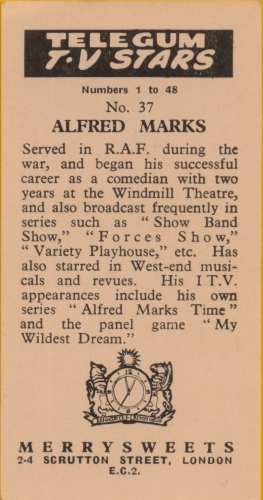 TELEGUM
T·V STARS
Numbers 1 to 48
No. 37
ALFRED MARKS
Served in R.A.F. during the
war, and began his successful
career as a comedian with two
years at the Windmill Theatre,
and also broadcast frequently in
series such as " Show Band
Show," " Forces Show,"
" Variety Playhouse," etc. Has
also starred in West-end musi-
cals and revues. His I T.V.
appearances include his own
series " Alfred Marks Time "
and the panel game " My
Wildest Dream."
MERRYSWEETS
2-4 SCRUTTON STREET, LONDON
E.C.2.